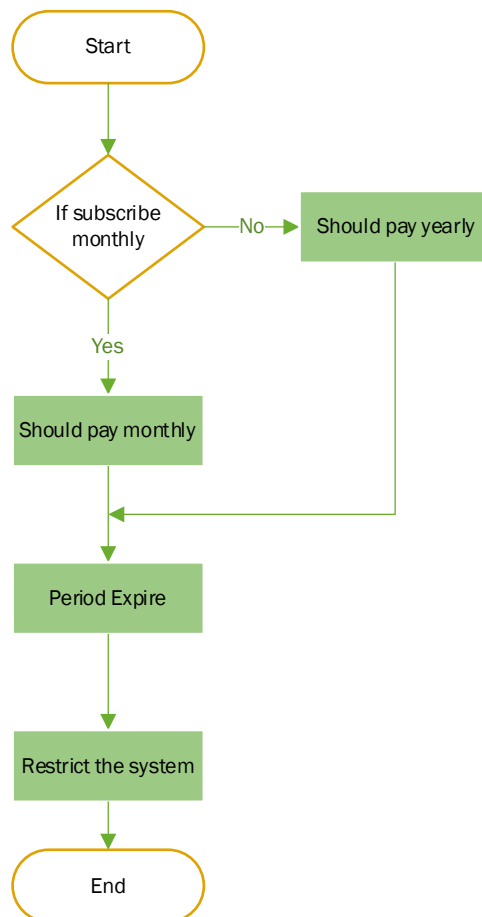 Start
If subscribe
monthly
No
Should pay yearly
Yes
Should pay monthly
Period Expire
Restrict the system
End